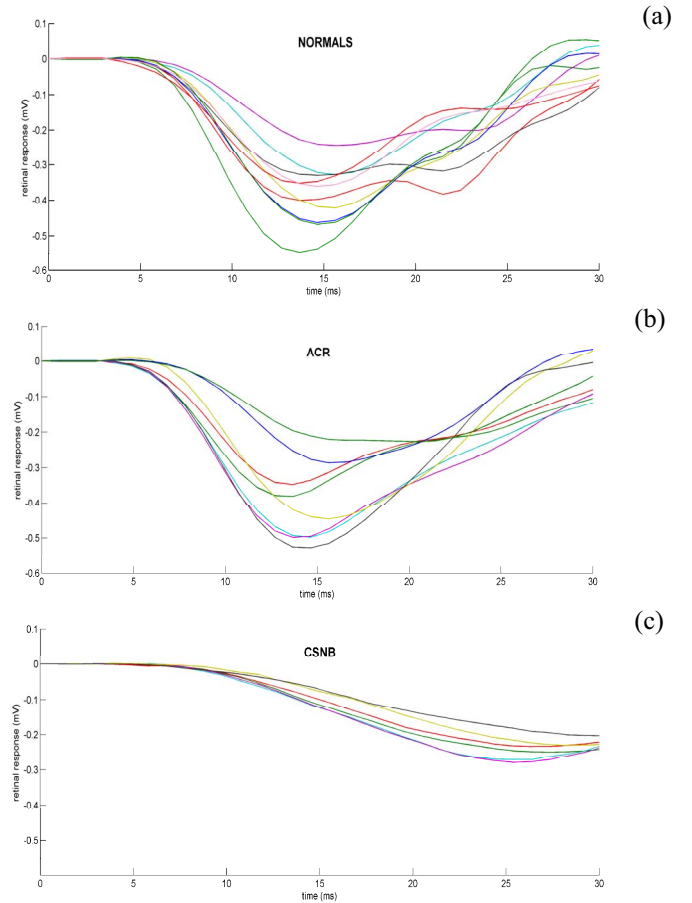 (a)
NORMALS
0.1
0
-0.1
-0.2
-0.3
-0.4
-0.5
-0.6
retinal response (mV)
0 5 10 15 20 25 30
time (ms)
(b)
ACR
0.1
0
-0.1
-0.2
-0.3
-0.4
-0.5
-0.6
retinal response (mV)
0 5 10 15 20 25 30
time (ms)
(c)
CSNB
0.1
0
-0.1
-0.2
-0.3
-0.4
-0.5
retinal response (mV)
0 5 10 15 20 25 30
time (ms)